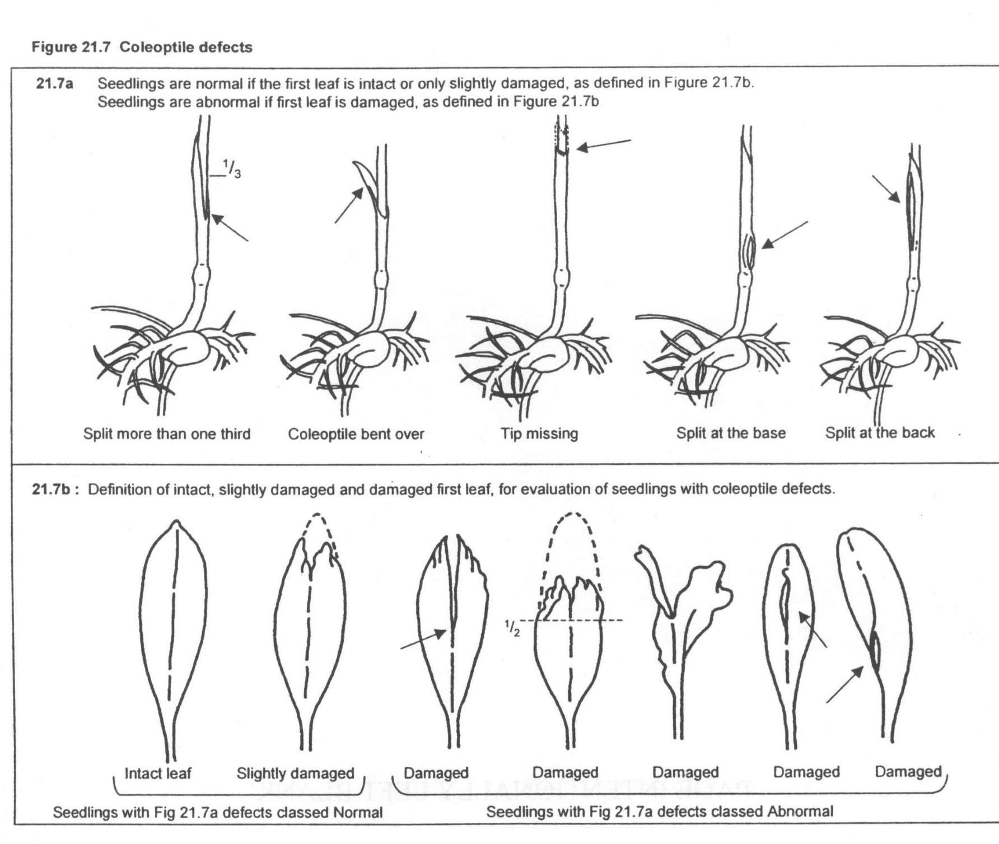 Figure 21.7 Coleoptile defects
21.7a Seedlings are normal if the first leaf is intact or only slightly damaged, as defined in Figure 21.7b.
Seedlings are abnormal if first leaf is damaged, as defined in Figure 21.7b
1/3
Split more than one third
Coleoptile bent over
Tip missing
Split at the base
Split at the back
21.7b : Definition of intact, slightly damaged and damaged first leaf, for evaluation of seedlings with coleoptile defects.
1/2
Intact leaf
Slightly damaged
Damaged
Damaged
Damaged
Damaged
Damaged
PAGE INTENTIONALLY LEFT BLANK
Seedlings with Fig 21.7a defects classed Normal
Seedlings with Fig 21.7a defects classed Abnormal